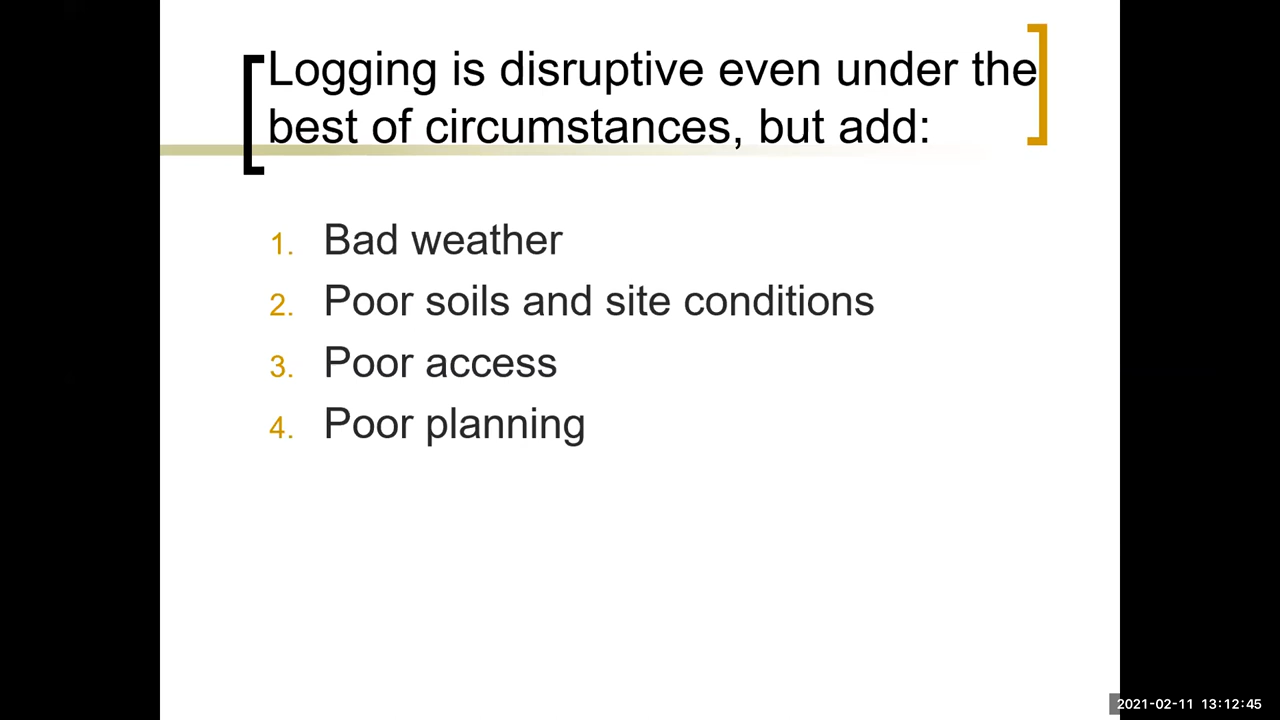 Logging is disruptive even under the
best of circumstances, but add:
1. Bad weather
2. Poor soils and site conditions
3. Poor access
4. Poor planning
2021-02-11 13:12:45